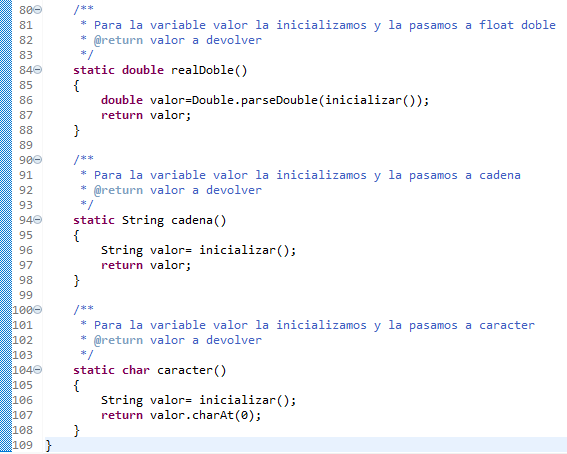 80 /**
81 * Para la variable valor la inicializamos y la pasamos a float doble
82 * @return valor a devolver
83 */
84 static double realDoble()
85 {
86 double valor=Double.parseDouble(inicializar());
87 return valor;
88 }
89
90 /**
91 * Para la variable valor la inicializamos y la pasamos a cadena
92 * @return valor a devolver
93 */
94 static String cadena()
95 {
96 String valor= inicializar();
97 return valor;
98 }
99
100 /**
101 * Para la variable valor la inicializamos y la pasamos a caracter
102 * @return valor a devolver
103 */
104 static char caracter()
105 {
106 String valor= inicializar();
107 return valor.charAt(0);
108 }
109 }